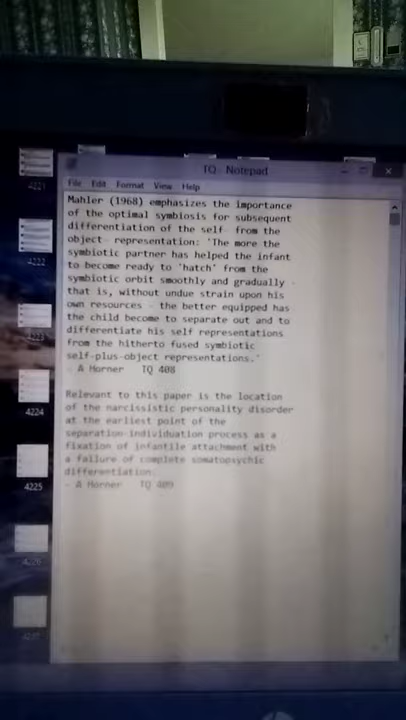 TQ - Notepad
File Edit Format View Help
Mahler (1968) emphasizes the importance
of the optimal symbiosis for subsequent
differentiation of the self- from the
object- representation: 'The more the
symbiotic partner has helped the infant
to become ready to 'hatch' from the
symbiotic orbit smoothly and gradually -
that is, without undue strain upon his
own resources - the better equipped has
the child become to separate out and to
differentiate his self representations
from the hitherto fused symbiotic
self-plus-object representations.'
- A Horner TQ 408
Relevant to this paper is the location
of the narcissistic personality disorder
at the earliest point of the
separation-individuation process as a
fixation of infantile attachment with
a failure of complete somatopsychic
differentiation.
- A Horner TQ 409
4221
4222
4223
4224
4225
4226